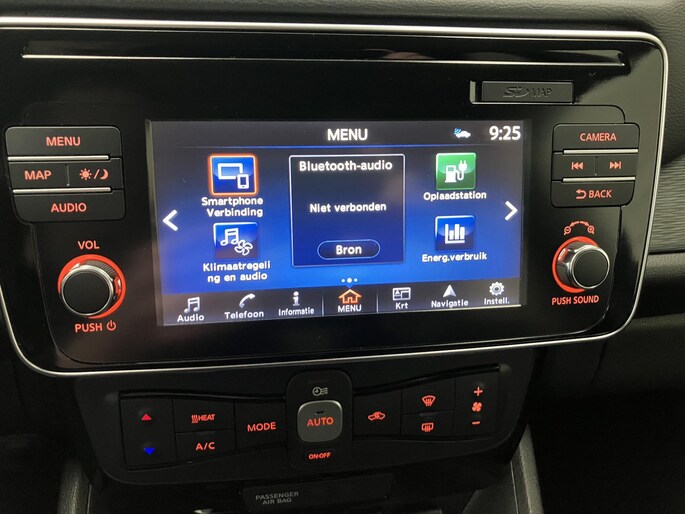 SD MAP
MENU
MAP
AUDIO
VOL
PUSH
MENU
9:25
Smartphone
Verbinding
Bluetooth-audio
Niet verbonden
Bron
Oplaadstation
Klimaatregeli
ng en audio
Energ.verbruik
Audio
Telefoon
Informatie
MENU
Krt
Navigatie
Instell.
CAMERA
BACK
PUSH SOUND
HEAT
A/C
MODE
AUTO
ON•OFF
+
−
PASSENGER
AIR BAG